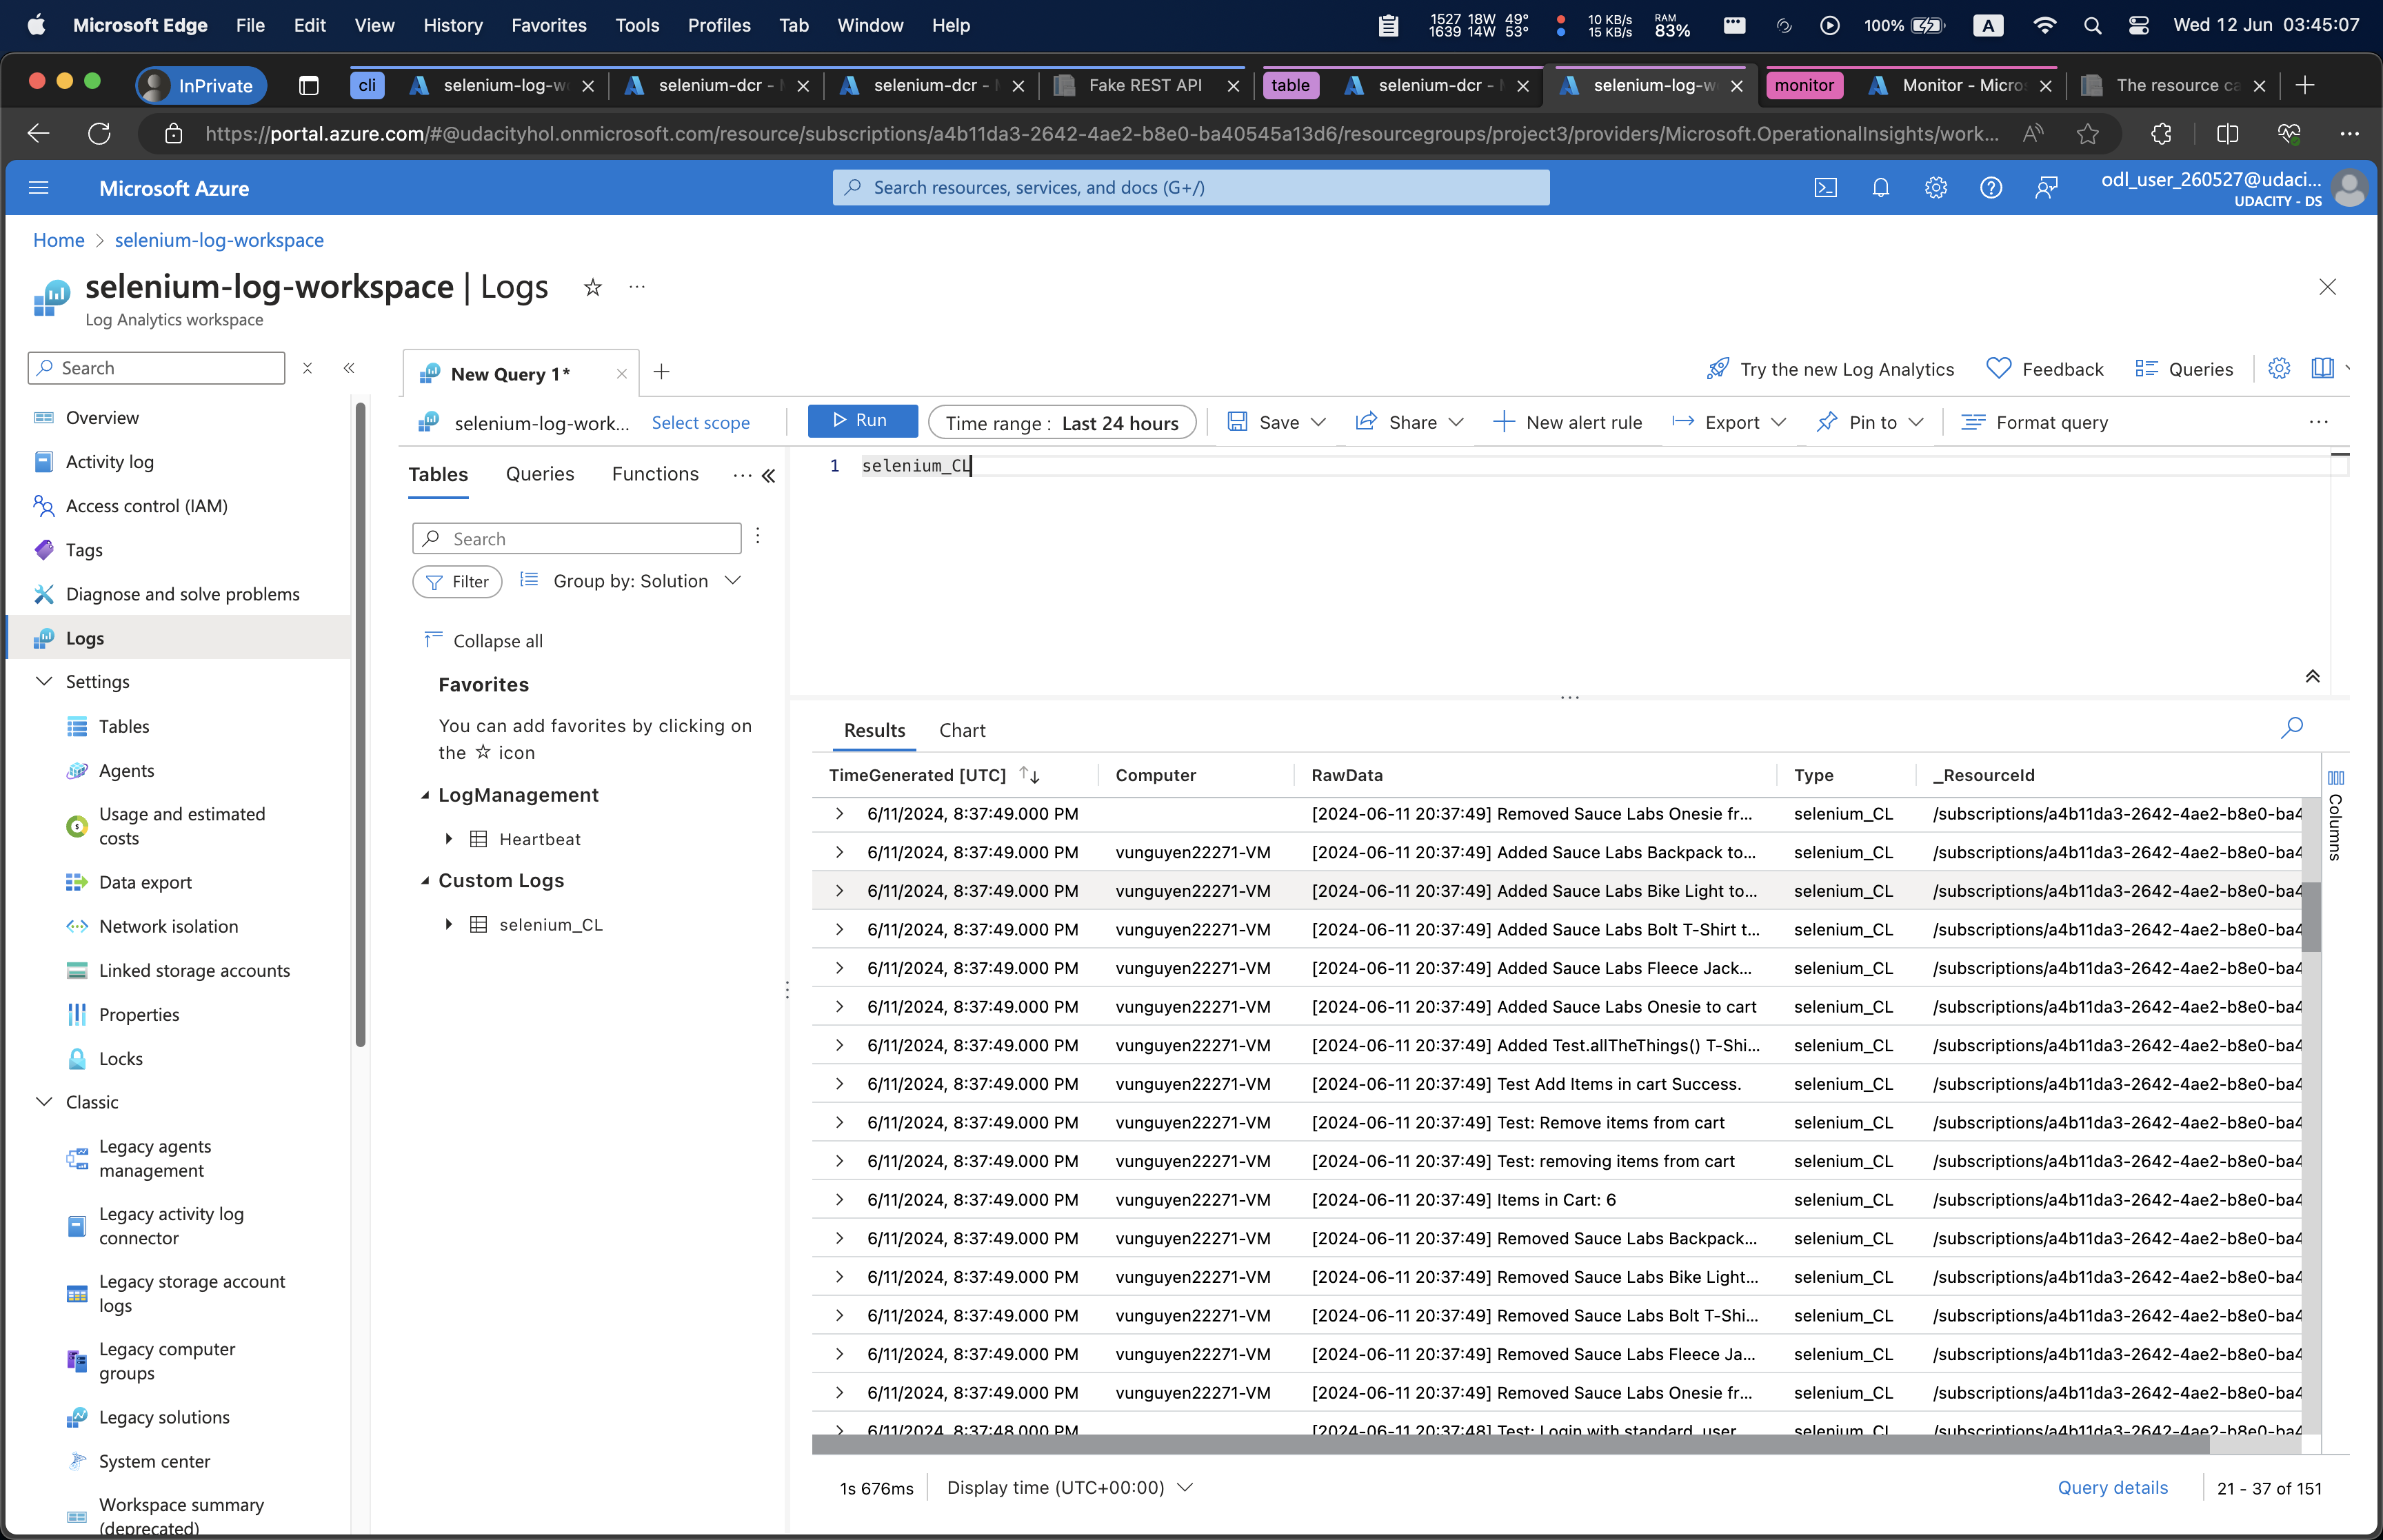 Microsoft Edge File Edit View History Favorites Tools Profiles Tab Window Help
1527 18W 49° 10 KB/s RAM 100% A Wed 12 Jun 03:45:07
1639 14W 53° 15 KB/s 83%
InPrivate cli selenium-log-w selenium-dcr - selenium-dcr - Fake REST API table selenium-dcr - selenium-log-w monitor Monitor - Micro The resource ca
https://portal.azure.com/#@udacityhol.onmicrosoft.com/resource/subscriptions/a4b11da3-2642-4ae2-b8e0-ba40545a13d6/resourcegroups/project3/providers/Microsoft.OperationalInsights/work...
Microsoft Azure
Search resources, services, and docs (G+/)
odl_user_260527@udaci...
UDACITY - DS
Home > selenium-log-workspace
selenium-log-workspace | Logs
Log Analytics workspace
Search
Overview
Activity log
Access control (IAM)
Tags
Diagnose and solve problems
Logs
Settings
Tables
Agents
Usage and estimated
costs
Data export
Network isolation
Linked storage accounts
Properties
Locks
Classic
Legacy agents
management
Legacy activity log
connector
Legacy storage account
logs
Legacy computer
groups
Legacy solutions
System center
Workspace summary
(deprecated)
New Query 1*
Try the new Log Analytics Feedback Queries
selenium-log-work... Select scope Run Time range : Last 24 hours Save Share New alert rule Export Pin to Format query
Tables Queries Functions
Search
Filter Group by: Solution
Collapse all
Favorites
You can add favorites by clicking on
the ☆ icon
LogManagement
Heartbeat
Custom Logs
selenium_CL
1 selenium_CL
Results Chart
TimeGenerated [UTC] Computer RawData Type _ResourceId
Columns
6/11/2024, 8:37:49.000 PM [2024-06-11 20:37:49] Removed Sauce Labs Onesie fr... selenium_CL /subscriptions/a4b11da3-2642-4ae2-b8e0-ba4
6/11/2024, 8:37:49.000 PM vunguyen22271-VM [2024-06-11 20:37:49] Added Sauce Labs Backpack to... selenium_CL /subscriptions/a4b11da3-2642-4ae2-b8e0-ba4
6/11/2024, 8:37:49.000 PM vunguyen22271-VM [2024-06-11 20:37:49] Added Sauce Labs Bike Light to... selenium_CL /subscriptions/a4b11da3-2642-4ae2-b8e0-ba4
6/11/2024, 8:37:49.000 PM vunguyen22271-VM [2024-06-11 20:37:49] Added Sauce Labs Bolt T-Shirt t... selenium_CL /subscriptions/a4b11da3-2642-4ae2-b8e0-ba4
6/11/2024, 8:37:49.000 PM vunguyen22271-VM [2024-06-11 20:37:49] Added Sauce Labs Fleece Jack... selenium_CL /subscriptions/a4b11da3-2642-4ae2-b8e0-ba4
6/11/2024, 8:37:49.000 PM vunguyen22271-VM [2024-06-11 20:37:49] Added Sauce Labs Onesie to cart selenium_CL /subscriptions/a4b11da3-2642-4ae2-b8e0-ba4
6/11/2024, 8:37:49.000 PM vunguyen22271-VM [2024-06-11 20:37:49] Added Test.allTheThings() T-Shi... selenium_CL /subscriptions/a4b11da3-2642-4ae2-b8e0-ba4
6/11/2024, 8:37:49.000 PM vunguyen22271-VM [2024-06-11 20:37:49] Test Add Items in cart Success. selenium_CL /subscriptions/a4b11da3-2642-4ae2-b8e0-ba4
6/11/2024, 8:37:49.000 PM vunguyen22271-VM [2024-06-11 20:37:49] Test: Remove items from cart selenium_CL /subscriptions/a4b11da3-2642-4ae2-b8e0-ba4
6/11/2024, 8:37:49.000 PM vunguyen22271-VM [2024-06-11 20:37:49] Test: removing items from cart selenium_CL /subscriptions/a4b11da3-2642-4ae2-b8e0-ba4
6/11/2024, 8:37:49.000 PM vunguyen22271-VM [2024-06-11 20:37:49] Items in Cart: 6 selenium_CL /subscriptions/a4b11da3-2642-4ae2-b8e0-ba4
6/11/2024, 8:37:49.000 PM vunguyen22271-VM [2024-06-11 20:37:49] Removed Sauce Labs Backpack... selenium_CL /subscriptions/a4b11da3-2642-4ae2-b8e0-ba4
6/11/2024, 8:37:49.000 PM vunguyen22271-VM [2024-06-11 20:37:49] Removed Sauce Labs Bike Light... selenium_CL /subscriptions/a4b11da3-2642-4ae2-b8e0-ba4
6/11/2024, 8:37:49.000 PM vunguyen22271-VM [2024-06-11 20:37:49] Removed Sauce Labs Bolt T-Shi... selenium_CL /subscriptions/a4b11da3-2642-4ae2-b8e0-ba4
6/11/2024, 8:37:49.000 PM vunguyen22271-VM [2024-06-11 20:37:49] Removed Sauce Labs Fleece Ja... selenium_CL /subscriptions/a4b11da3-2642-4ae2-b8e0-ba4
6/11/2024, 8:37:49.000 PM vunguyen22271-VM [2024-06-11 20:37:49] Removed Sauce Labs Onesie fr... selenium_CL /subscriptions/a4b11da3-2642-4ae2-b8e0-ba4
6/11/2024, 8:37:48.000 PM [2024-06-11 20:37:48] Test: Login with standard_user selenium_CL /subscriptions/a4b11da3-2642-4ae2-b8e0-ba4
1s 676ms Display time (UTC+00:00) Query details 21 - 37 of 151